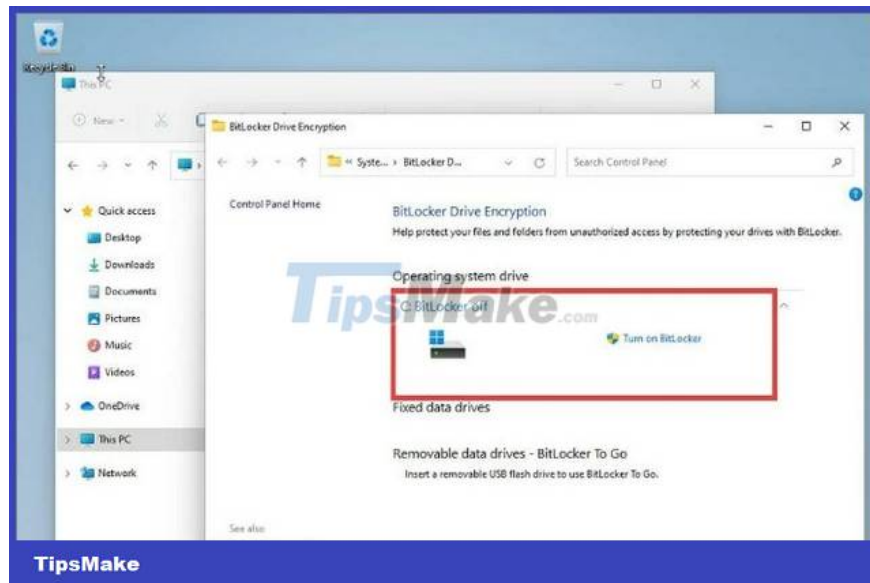 Recycle Bin
This PC
New
BitLocker Drive Encryption
« Syste... › BitLocker D...
Search Control Panel
Control Panel Home
Quick access
Desktop
Downloads
Documents
Pictures
Music
Videos
OneDrive
This PC
Network
BitLocker Drive Encryption
Help protect your files and folders from unauthorized access by protecting your drives with BitLocker.
Operating system drive
C: BitLocker off
Turn on BitLocker
Fixed data drives
Removable data drives - BitLocker To Go
Insert a removable USB flash drive to use BitLocker To Go.
See also
TipsMake.com
TipsMake